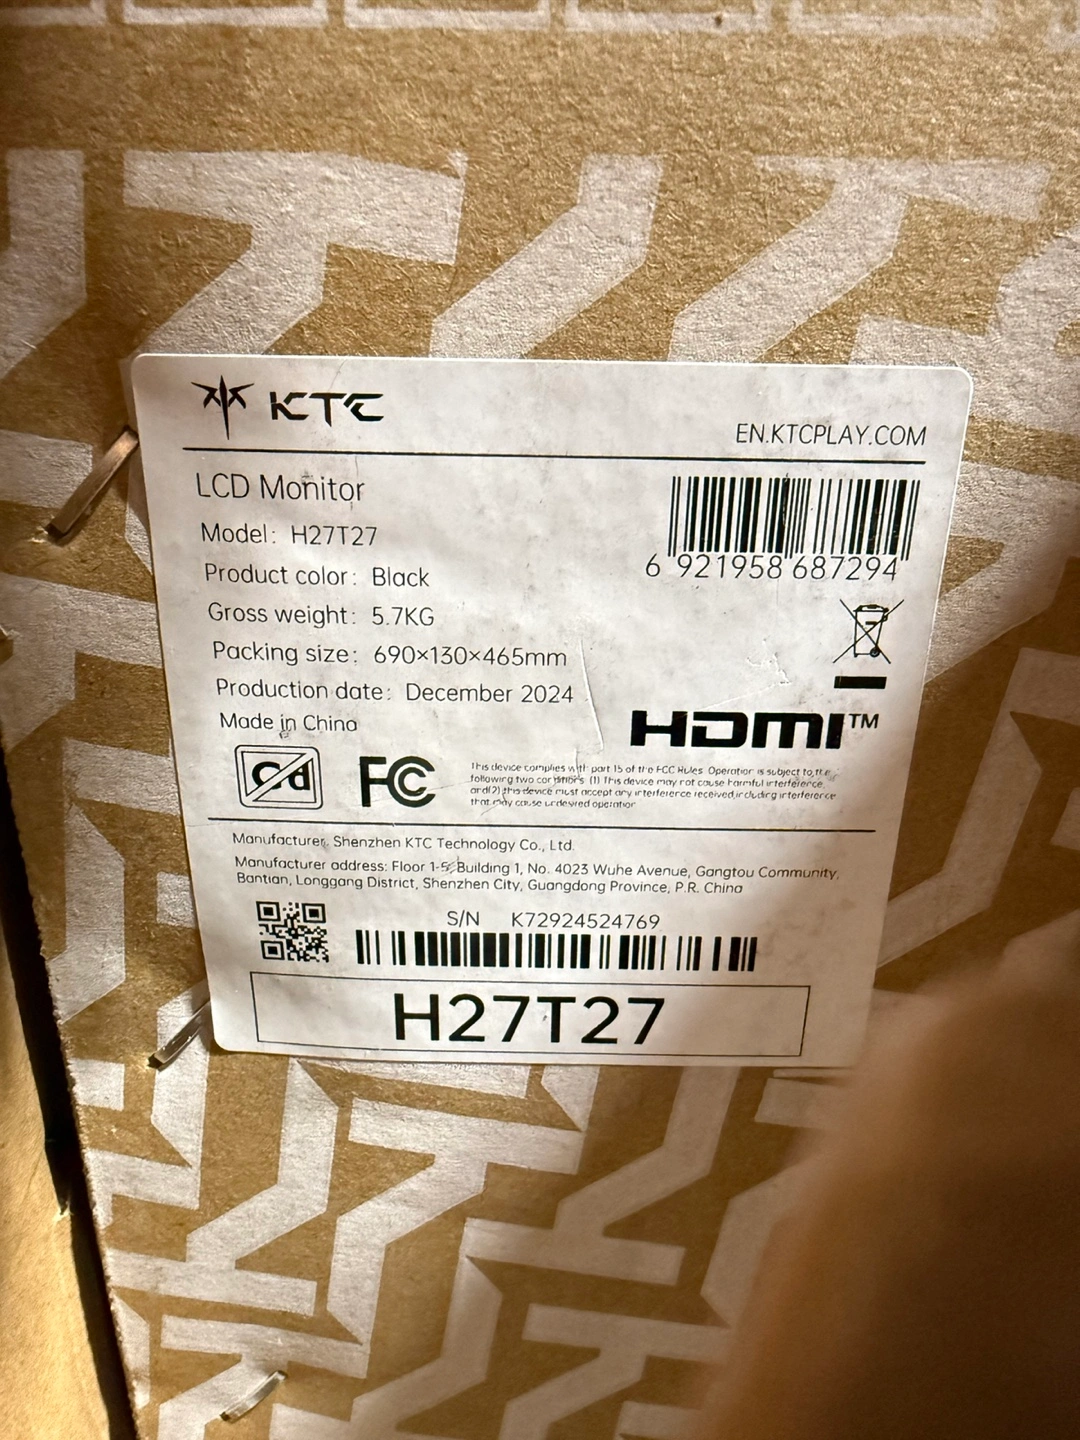 KTC
EN.KTCPLAY.COM
LCD Monitor
Model: H27T27
Product color: Black
Gross weight: 5.7KG
Packing size: 690×130×465mm
Production date: December 2024
Made in China
6 921958 687294
HDMI™
Cd
FC
This device complies with part 15 of the FCC Rules. Operation is subject to the
following two conditions (1) This device may not cause harmful interference
and(2) this device must accept any interference received,including interference
that may cause undesired operation
Manufacturer: Shenzhen KTC Technology Co., Ltd.
Manufacturer address: Floor 1-5, Building 1, No. 4023 Wuhe Avenue, Gangtou Community,
Bantian, Longgang District, Shenzhen City, Guangdong Province, P.R. China
S/N K72924524769
H27T27